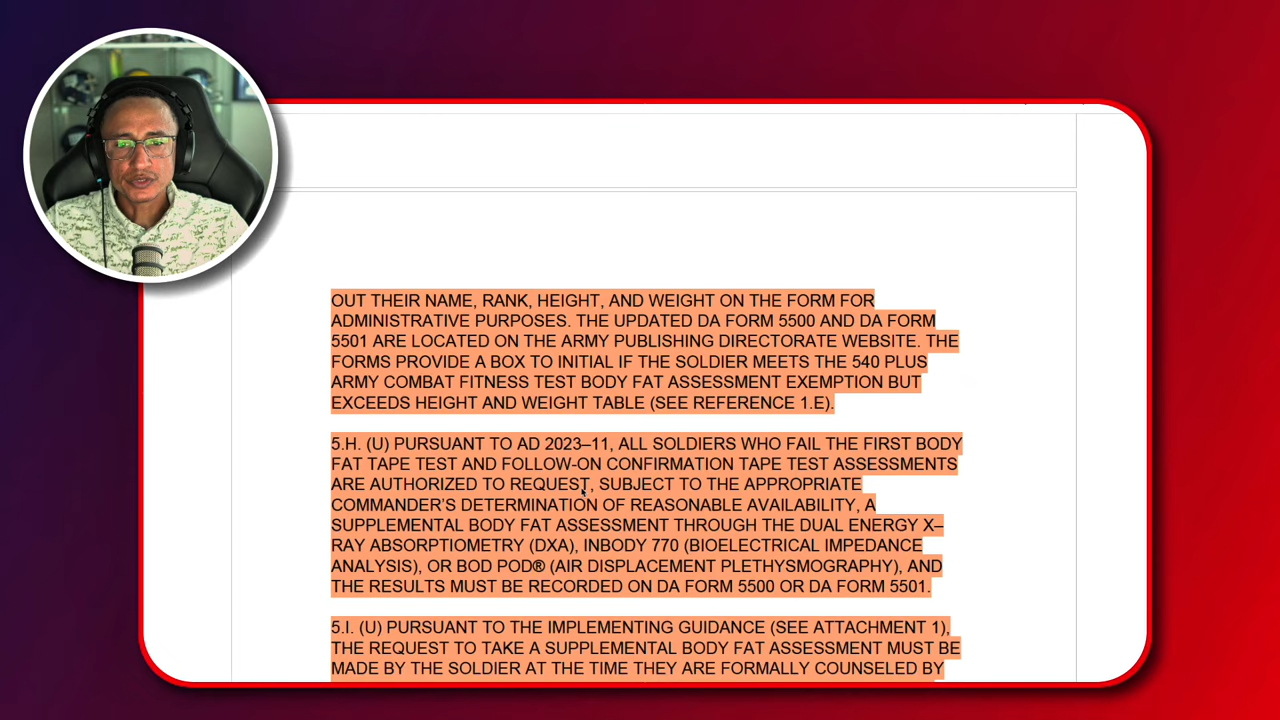 OUT THEIR NAME, RANK, HEIGHT, AND WEIGHT ON THE FORM FOR
ADMINISTRATIVE PURPOSES. THE UPDATED DA FORM 5500 AND DA FORM
5501 ARE LOCATED ON THE ARMY PUBLISHING DIRECTORATE WEBSITE. THE
FORMS PROVIDE A BOX TO INITIAL IF THE SOLDIER MEETS THE 540 PLUS
ARMY COMBAT FITNESS TEST BODY FAT ASSESSMENT EXEMPTION BUT
EXCEEDS HEIGHT AND WEIGHT TABLE (SEE REFERENCE 1.E).
5.H. (U) PURSUANT TO AD 2023–11, ALL SOLDIERS WHO FAIL THE FIRST BODY
FAT TAPE TEST AND FOLLOW-ON CONFIRMATION TAPE TEST ASSESSMENTS
ARE AUTHORIZED TO REQUEST, SUBJECT TO THE APPROPRIATE
COMMANDER’S DETERMINATION OF REASONABLE AVAILABILITY, A
SUPPLEMENTAL BODY FAT ASSESSMENT THROUGH THE DUAL ENERGY X–
RAY ABSORPTIOMETRY (DXA), INBODY 770 (BIOELECTRICAL IMPEDANCE
ANALYSIS), OR BOD POD® (AIR DISPLACEMENT PLETHYSMOGRAPHY), AND
THE RESULTS MUST BE RECORDED ON DA FORM 5500 OR DA FORM 5501.
5.I. (U) PURSUANT TO THE IMPLEMENTING GUIDANCE (SEE ATTACHMENT 1),
THE REQUEST TO TAKE A SUPPLEMENTAL BODY FAT ASSESSMENT MUST BE
MADE BY THE SOLDIER AT THE TIME THEY ARE FORMALLY COUNSELED BY